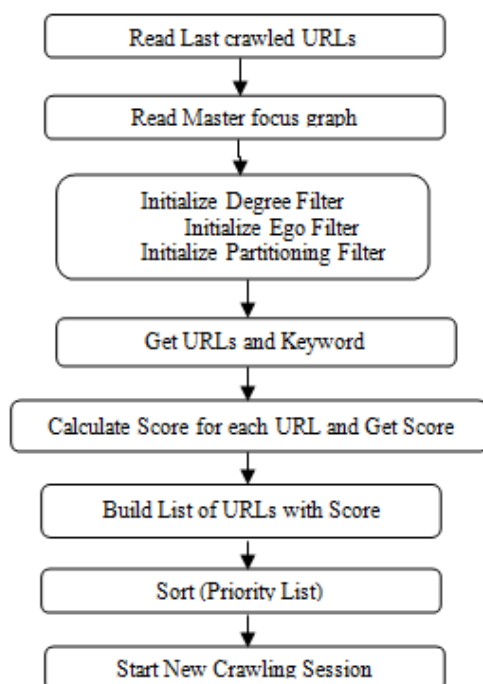 Read Last crawled URLs
Read Master focus graph
Initialize Degree Filter
Initialize Ego Filter
Initialize Partitioning Filter
Get URLs and Keyword
Calculate Score for each URL and Get Score
Build List of URLs with Score
Sort (Priority List)
Start New Crawling Session